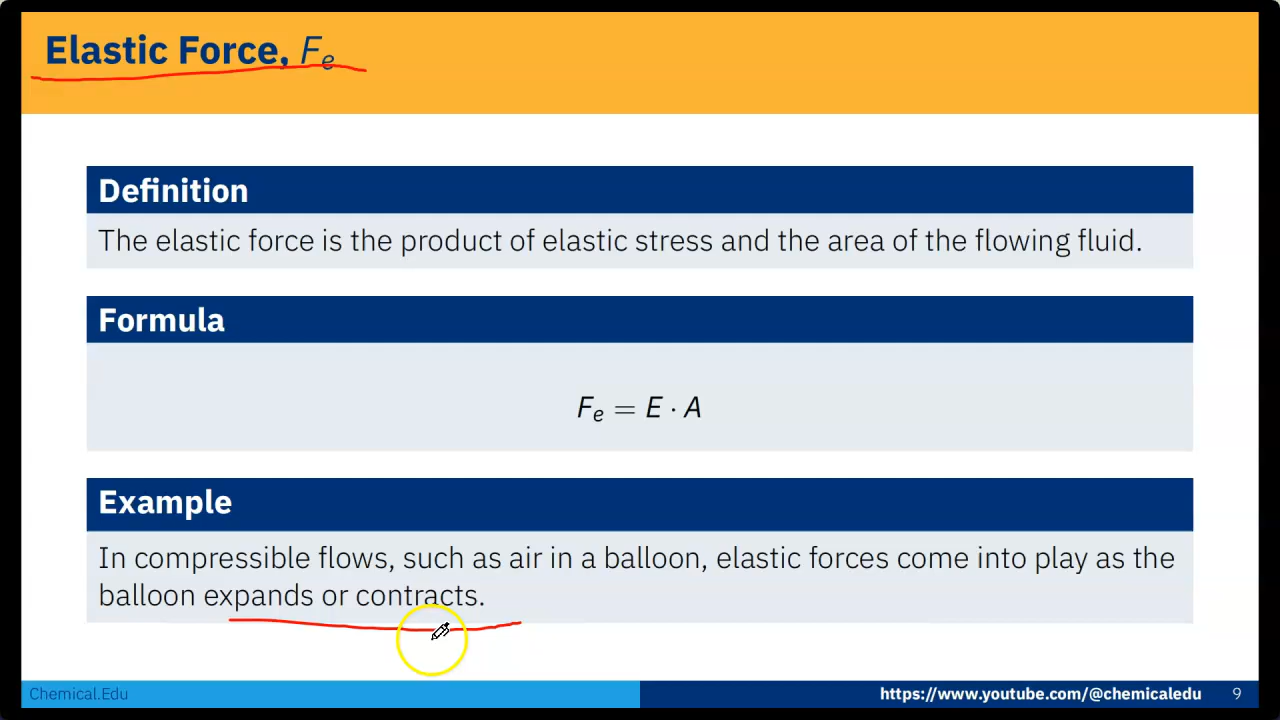 Elastic Force, Fₑ
Definition
The elastic force is the product of elastic stress and the area of the flowing fluid.
Formula
Fₑ = E · A
Example
In compressible flows, such as air in a balloon, elastic forces come into play as the
balloon expands or contracts.
Chemical.Edu
https://www.youtube.com/@chemicaledu
9